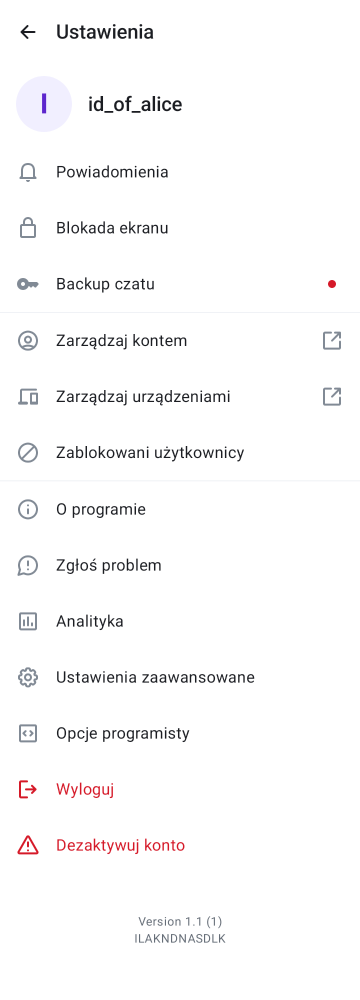 Ustawienia
I
id_of_alice
Powiadomienia
Blokada ekranu
Backup czatu
Zarządzaj kontem
Zarządzaj urządzeniami
Zablokowani użytkownicy
O programie
Zgłoś problem
Analityka
Ustawienia zaawansowane
Opcje programisty
Wyloguj
Dezaktywuj konto
Version 1.1 (1)
ILAKNDNASDLK